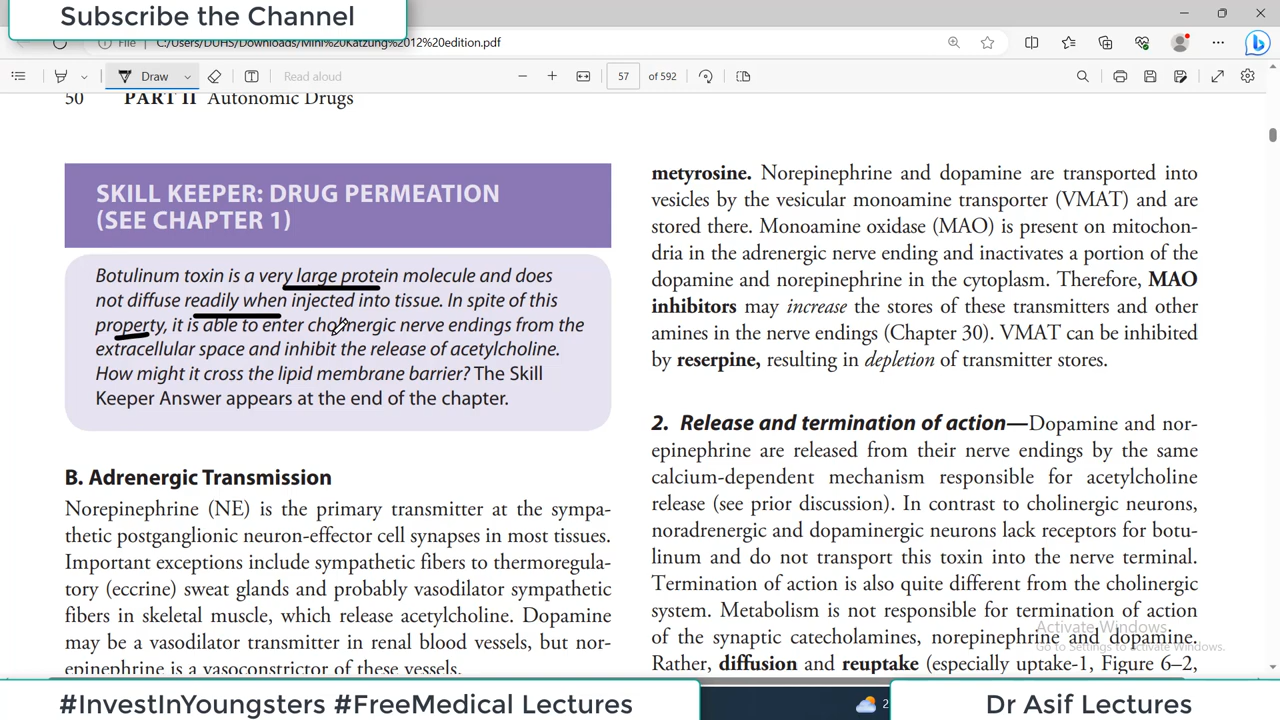 Subscribe the Channel
File
C:/Users/DUHS/Downloads/Mini%20Katzung%2012%20edition.pdf
Draw
Read aloud
57
of 592
50 PART II Autonomic Drugs
SKILL KEEPER: DRUG PERMEATION
(SEE CHAPTER 1)
Botulinum toxin is a very large protein molecule and does
not diffuse readily when injected into tissue. In spite of this
property, it is able to enter cholinergic nerve endings from the
extracellular space and inhibit the release of acetylcholine.
How might it cross the lipid membrane barrier? The Skill
Keeper Answer appears at the end of the chapter.
B. Adrenergic Transmission
Norepinephrine (NE) is the primary transmitter at the sympa-
thetic postganglionic neuron-effector cell synapses in most tissues.
Important exceptions include sympathetic fibers to thermoregula-
tory (eccrine) sweat glands and probably vasodilator sympathetic
fibers in skeletal muscle, which release acetylcholine. Dopamine
may be a vasodilator transmitter in renal blood vessels, but nor-
epinephrine is a vasoconstrictor of these vessels.
metyrosine. Norepinephrine and dopamine are transported into
vesicles by the vesicular monoamine transporter (VMAT) and are
stored there. Monoamine oxidase (MAO) is present on mitochon-
dria in the adrenergic nerve ending and inactivates a portion of the
dopamine and norepinephrine in the cytoplasm. Therefore, MAO
inhibitors may increase the stores of these transmitters and other
amines in the nerve endings (Chapter 30). VMAT can be inhibited
by reserpine, resulting in depletion of transmitter stores.
2. Release and termination of action—Dopamine and nor-
epinephrine are released from their nerve endings by the same
calcium-dependent mechanism responsible for acetylcholine
release (see prior discussion). In contrast to cholinergic neurons,
noradrenergic and dopaminergic neurons lack receptors for botu-
linum and do not transport this toxin into the nerve terminal.
Termination of action is also quite different from the cholinergic
system. Metabolism is not responsible for termination of action
of the synaptic catecholamines, norepinephrine and dopamine.
Rather, diffusion and reuptake (especially uptake-1, Figure 6–2,
Activate Windows
Go to Settings to activate Windows.
#InvestInYoungsters #FreeMedical Lectures
2
Dr Asif Lectures